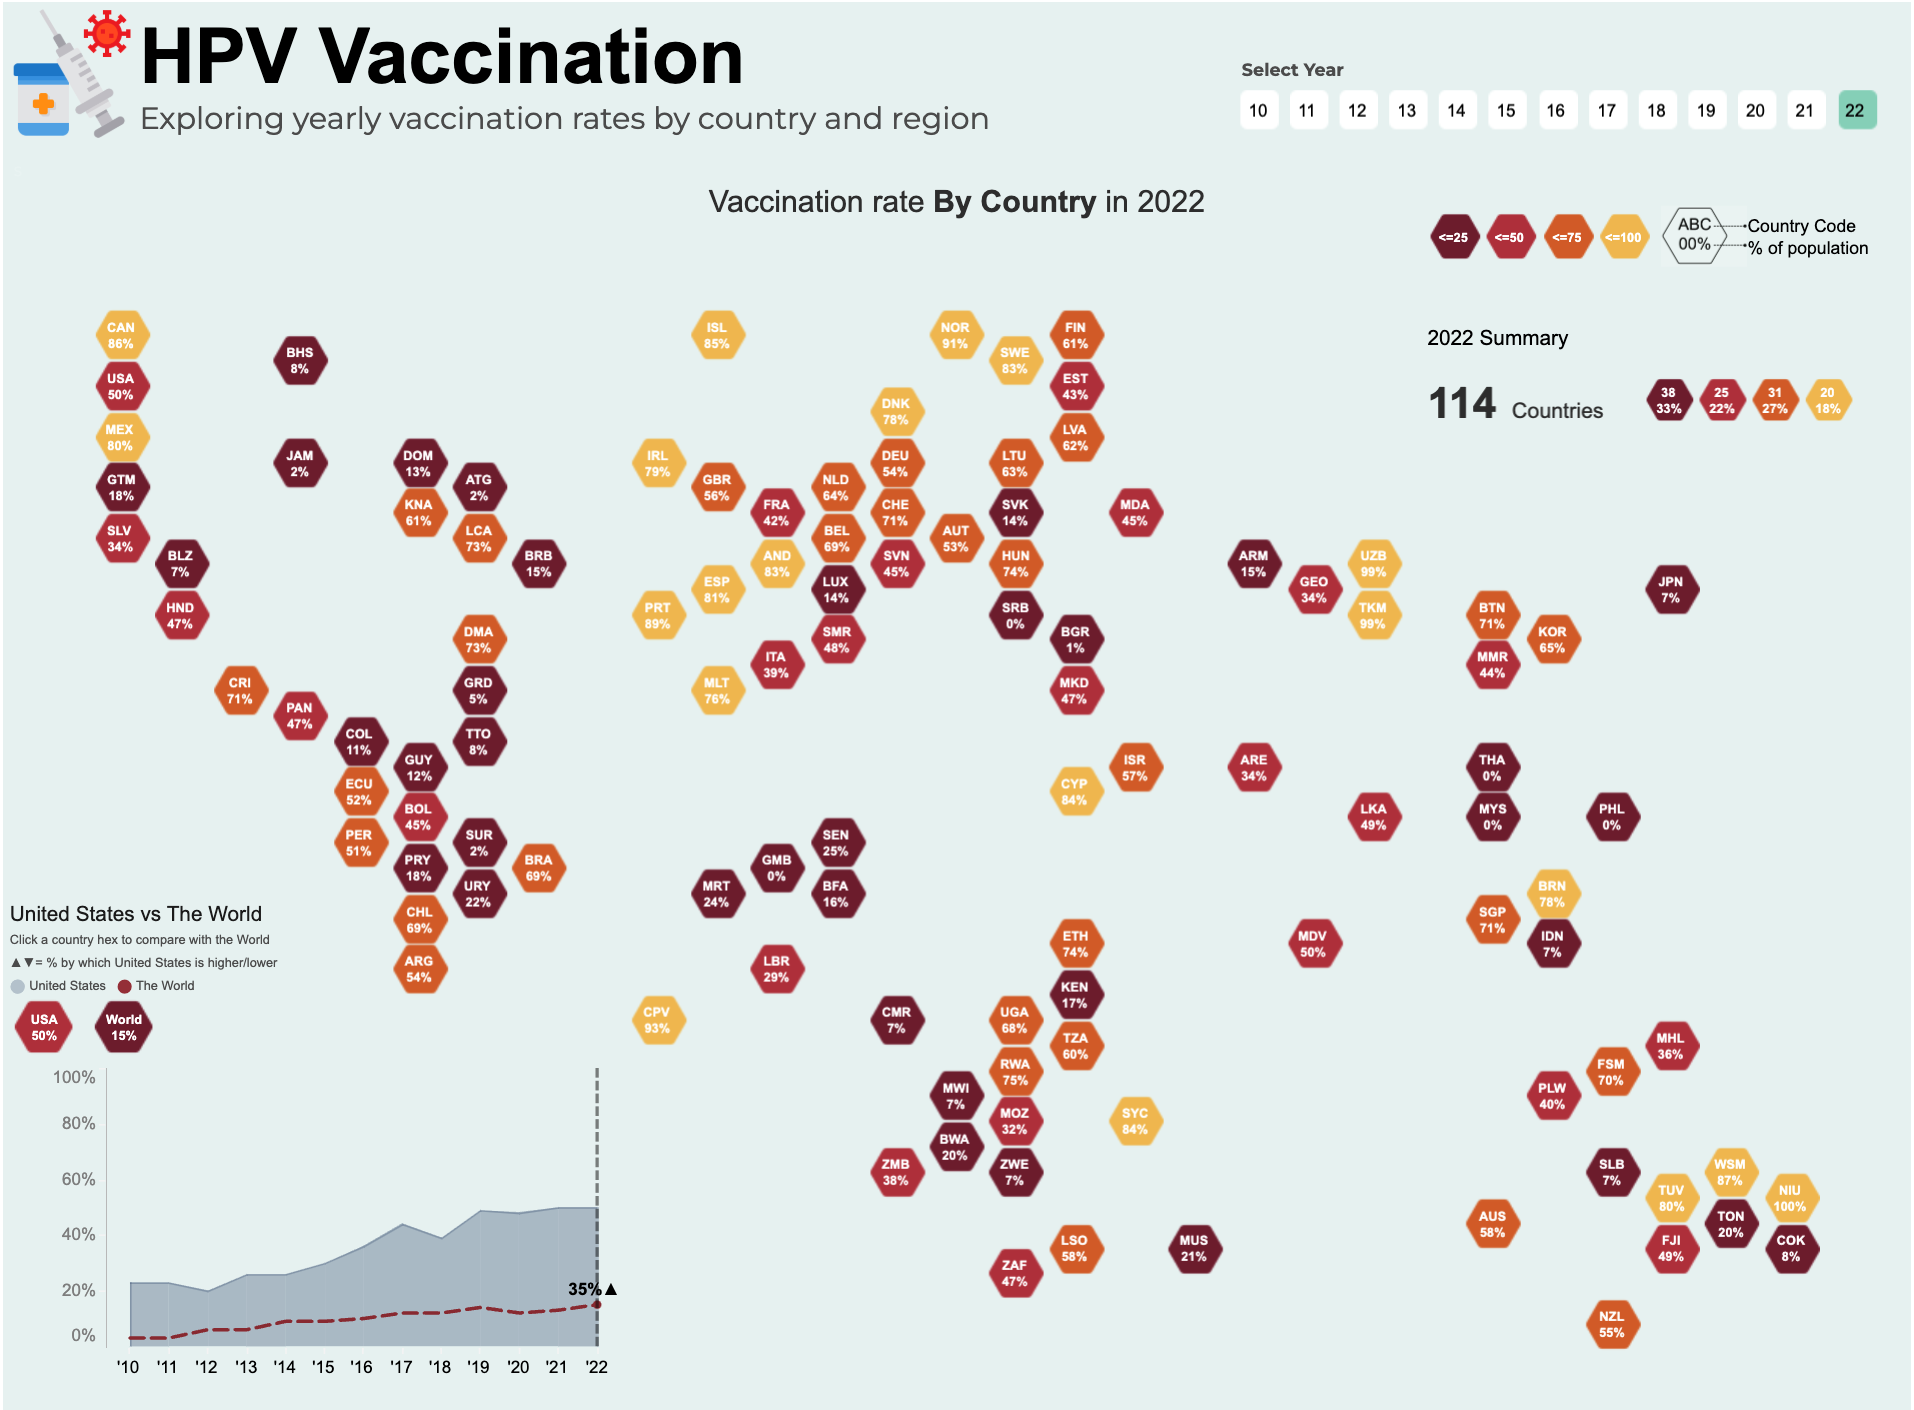 HPV Vaccination
Exploring yearly vaccination rates by country and region
Select Year
10 11 12 13 14 15 16 17 18 19 20 21 22
Vaccination rate By Country in 2022
<=25 <=50 <=75 <=100
ABC
00%
Country Code
% of population
2022 Summary
114 Countries
38
33%
25
22%
31
27%
20
18%
CAN
86%
USA
50%
MEX
80%
GTM
18%
SLV
34%
BLZ
7%
HND
47%
BHS
8%
JAM
2%
DOM
13%
KNA
61%
ATG
2%
LCA
73%
BRB
15%
DMA
73%
GRD
5%
TTO
8%
CRI
71%
PAN
47%
COL
11%
ECU
52%
PER
51%
GUY
12%
BOL
45%
PRY
18%
CHL
69%
ARG
54%
SUR
2%
URY
22%
BRA
69%
ISL
85%
NOR
91%
SWE
83%
FIN
61%
EST
43%
LVA
62%
DNK
78%
DEU
54%
CHE
71%
SVN
45%
IRL
79%
GBR
56%
FRA
42%
AND
83%
NLD
64%
BEL
69%
LUX
14%
SMR
48%
AUT
53%
LTU
63%
SVK
14%
HUN
74%
SRB
0%
MDA
45%
BGR
1%
MKD
47%
ESP
81%
PRT
89%
ITA
39%
MLT
76%
ARM
15%
GEO
34%
UZB
99%
TKM
99%
BTN
71%
MMR
44%
KOR
65%
JPN
7%
CYP
84%
ISR
57%
ARE
34%
LKA
49%
THA
0%
MYS
0%
PHL
0%
BRN
78%
SGP
71%
IDN
7%
MDV
50%
SEN
25%
GMB
0%
MRT
24%
BFA
16%
LBR
29%
CPV
93%
CMR
7%
ETH
74%
KEN
17%
UGA
68%
TZA
60%
RWA
75%
MWI
7%
MOZ
32%
BWA
20%
ZWE
7%
ZMB
38%
SYC
84%
LSO
58%
ZAF
47%
MUS
21%
MHL
36%
FSM
70%
PLW
40%
SLB
7%
WSM
87%
TUV
80%
NIU
100%
TON
20%
FJI
49%
COK
8%
AUS
58%
NZL
55%
United States vs The World
Click a country hex to compare with the World
▲▼= % by which United States is higher/lower
United States The World
USA
50%
World
15%
100%
80%
60%
40%
20%
0%
35%▲
'10 '11 '12 '13 '14 '15 '16 '17 '18 '19 '20 '21 '22